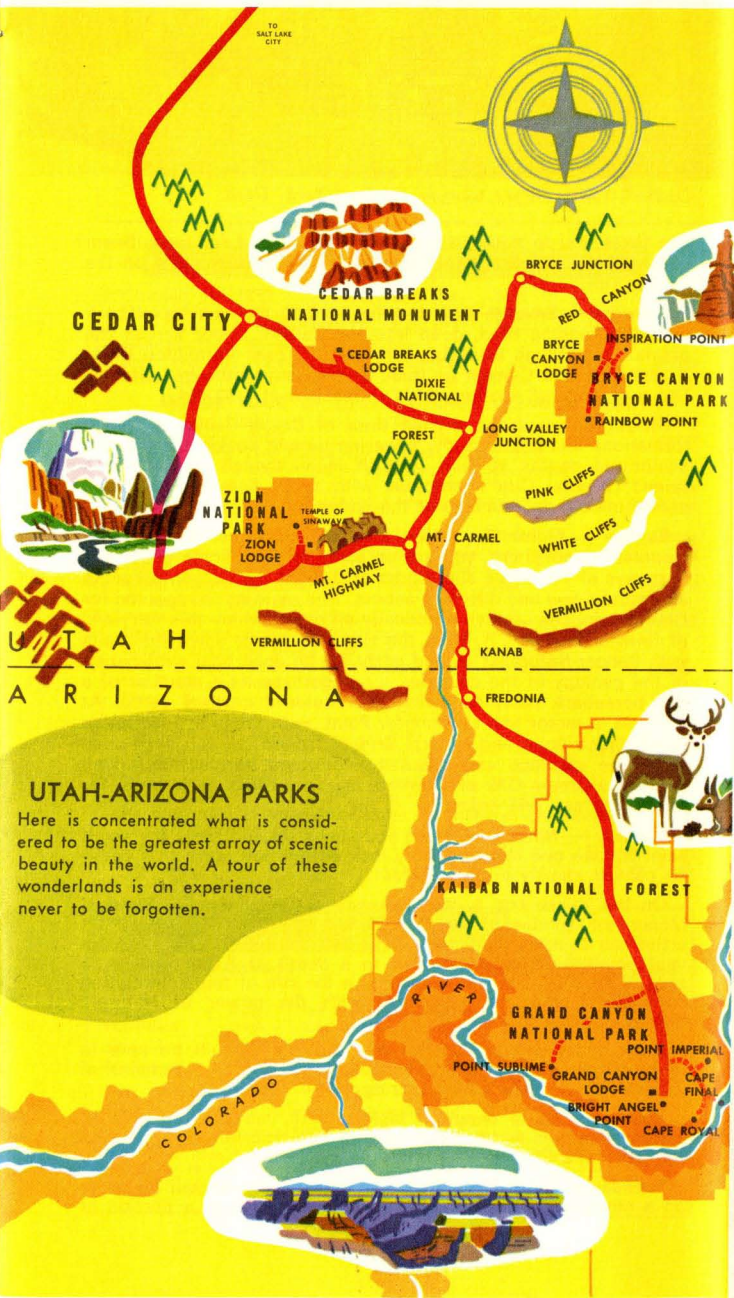 TO
SALT LAKE
CITY
BRYCE JUNCTION
RED CANYON
CEDAR BREAKS
NATIONAL MONUMENT
CEDAR CITY
CEDAR BREAKS
LODGE
DIXIE
NATIONAL
FOREST
INSPIRATION POINT
BRYCE
CANYON
LODGE
BRYCE CANYON
NATIONAL PARK
RAINBOW POINT
LONG VALLEY
JUNCTION
PINK CLIFFS
WHITE CLIFFS
VERMILLION CLIFFS
ZION
NATIONAL
PARK
TEMPLE OF
SINAWAVA
ZION
LODGE
MT. CARMEL
MT. CARMEL
HIGHWAY
UTAH
VERMILLION CLIFFS
KANAB
ARIZONA
FREDONIA
UTAH-ARIZONA PARKS
Here is concentrated what is consid-
ered to be the greatest array of scenic
beauty in the world. A tour of these
wonderlands is an experience
never to be forgotten.
KAIBAB NATIONAL FOREST
RIVER
GRAND CANYON
NATIONAL PARK
POINT IMPERIAL
POINT SUBLIME
GRAND CANYON
LODGE
CAPE
FINAL
BRIGHT ANGEL
POINT
CAPE ROYAL
COLORADO